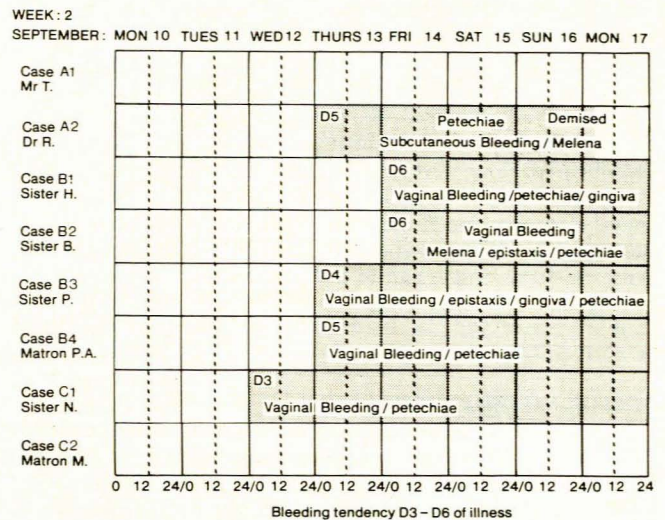 WEEK: 2
SEPTEMBER: MON 10 TUES 11 WED 12 THURS 13 FRI 14 SAT 15 SUN 16 MON 17
Case A1
Mr T.
Case A2
Dr R.
D5
Petechiae
Demised
Subcutaneous Bleeding / Melena
Case B1
Sister H.
D6
Vaginal Bleeding /petechiae/ gingiva
Case B2
Sister B.
D6
Vaginal Bleeding
Melena / epistaxis / petechiae
Case B3
Sister P.
D4
Vaginal Bleeding / epistaxis / gingiva / petechiae
Case B4
Matron P.A.
D5
Vaginal Bleeding / petechiae
Case C1
Sister N.
D3
Vaginal Bleeding / petechiae
Case C2
Matron M.
0 12 24/0 12 24/0 12 24/0 12 24/0 12 24/0 12 24/0 12 24/0 12 24
Bleeding tendency D3 – D6 of illness